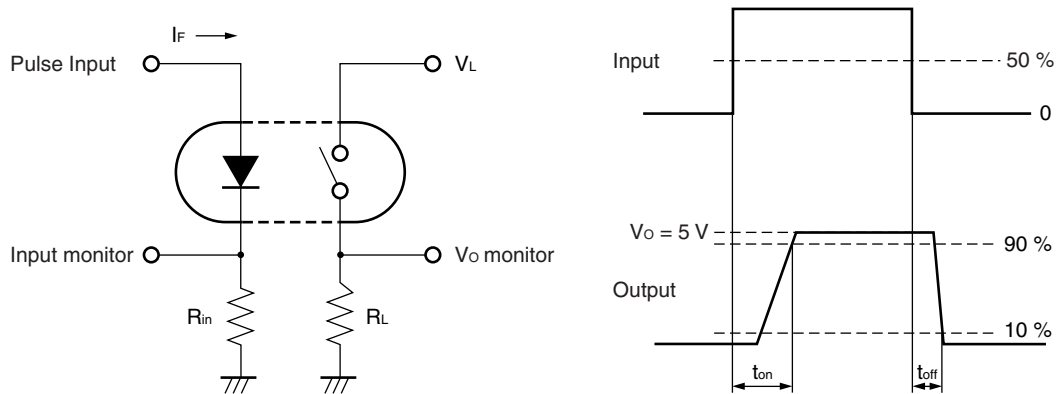 IF
Pulse Input
VL
Input monitor
VO monitor
Rin
RL
Input
50 %
0
VO = 5 V
90 %
Output
10 %
ton
toff